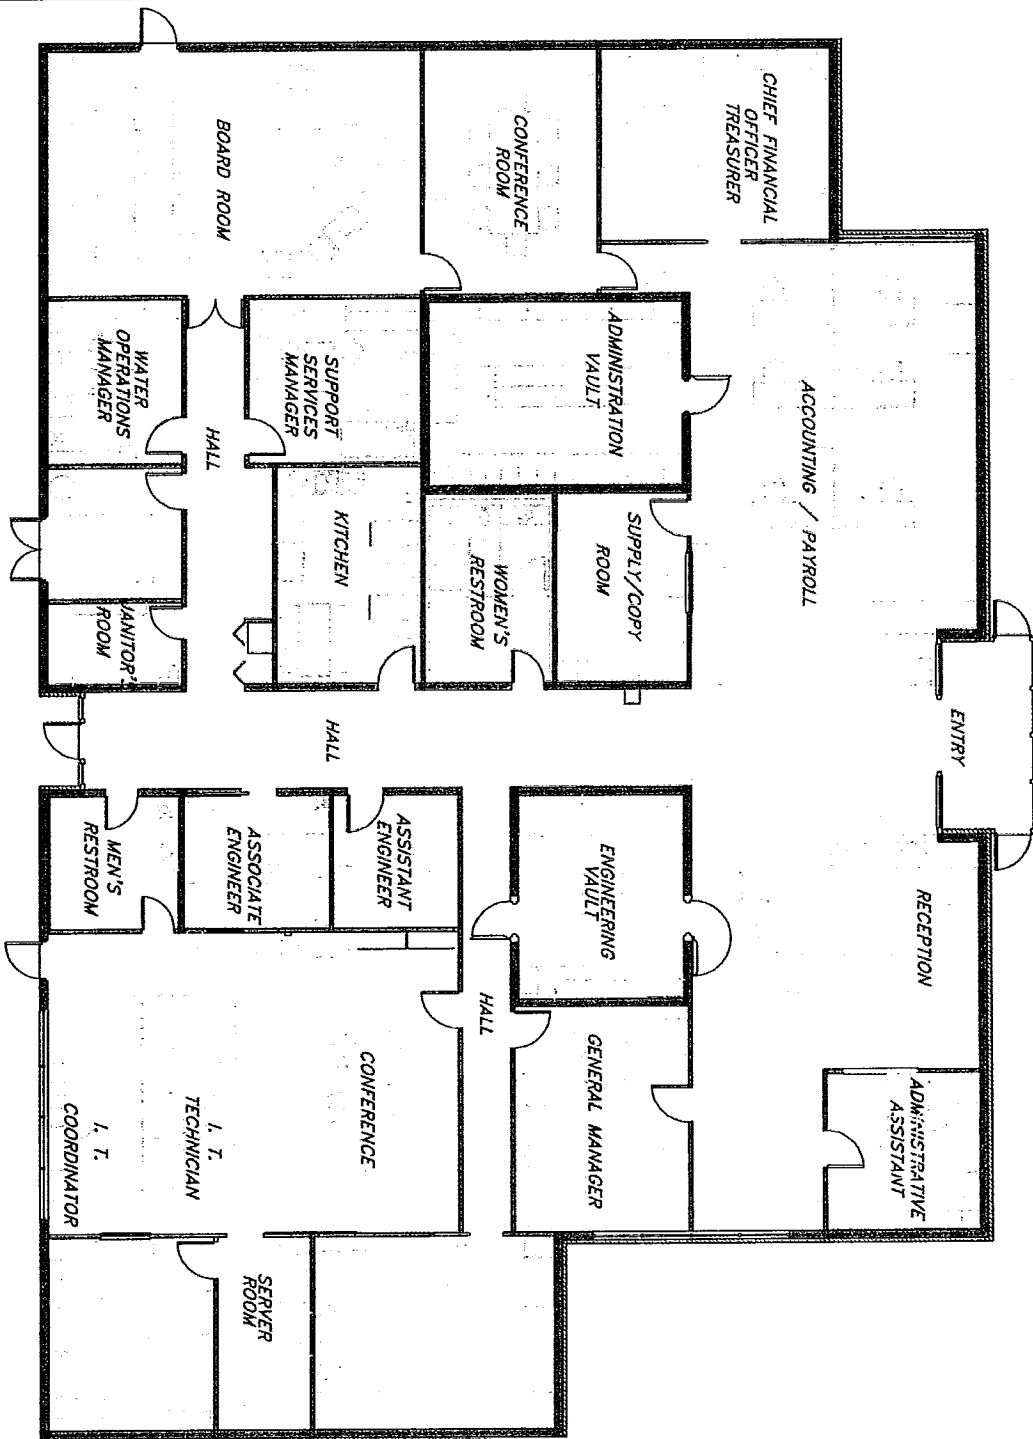 CHIEF FINANCIAL
OFFICER
TREASURER
CONFERENCE
ROOM
BOARD ROOM
ACCOUNTING / PAYROLL
ADMINISTRATION
VAULT
SUPPORT
SERVICES
MANAGER
WATER
OPERATIONS
MANAGER
HALL
SUPPLY/COPY
ROOM
WOMEN'S
RESTROOM
KITCHEN
JANITOR'S
ROOM
ENTRY
HALL
RECEPTION
ENGINEERING
VAULT
ASSISTANT
ENGINEER
ASSOCIATE
ENGINEER
MEN'S
RESTROOM
HALL
ADMINISTRATIVE
ASSISTANT
GENERAL MANAGER
CONFERENCE
I. T.
TECHNICIAN
I. T.
COORDINATOR
SERVER
ROOM